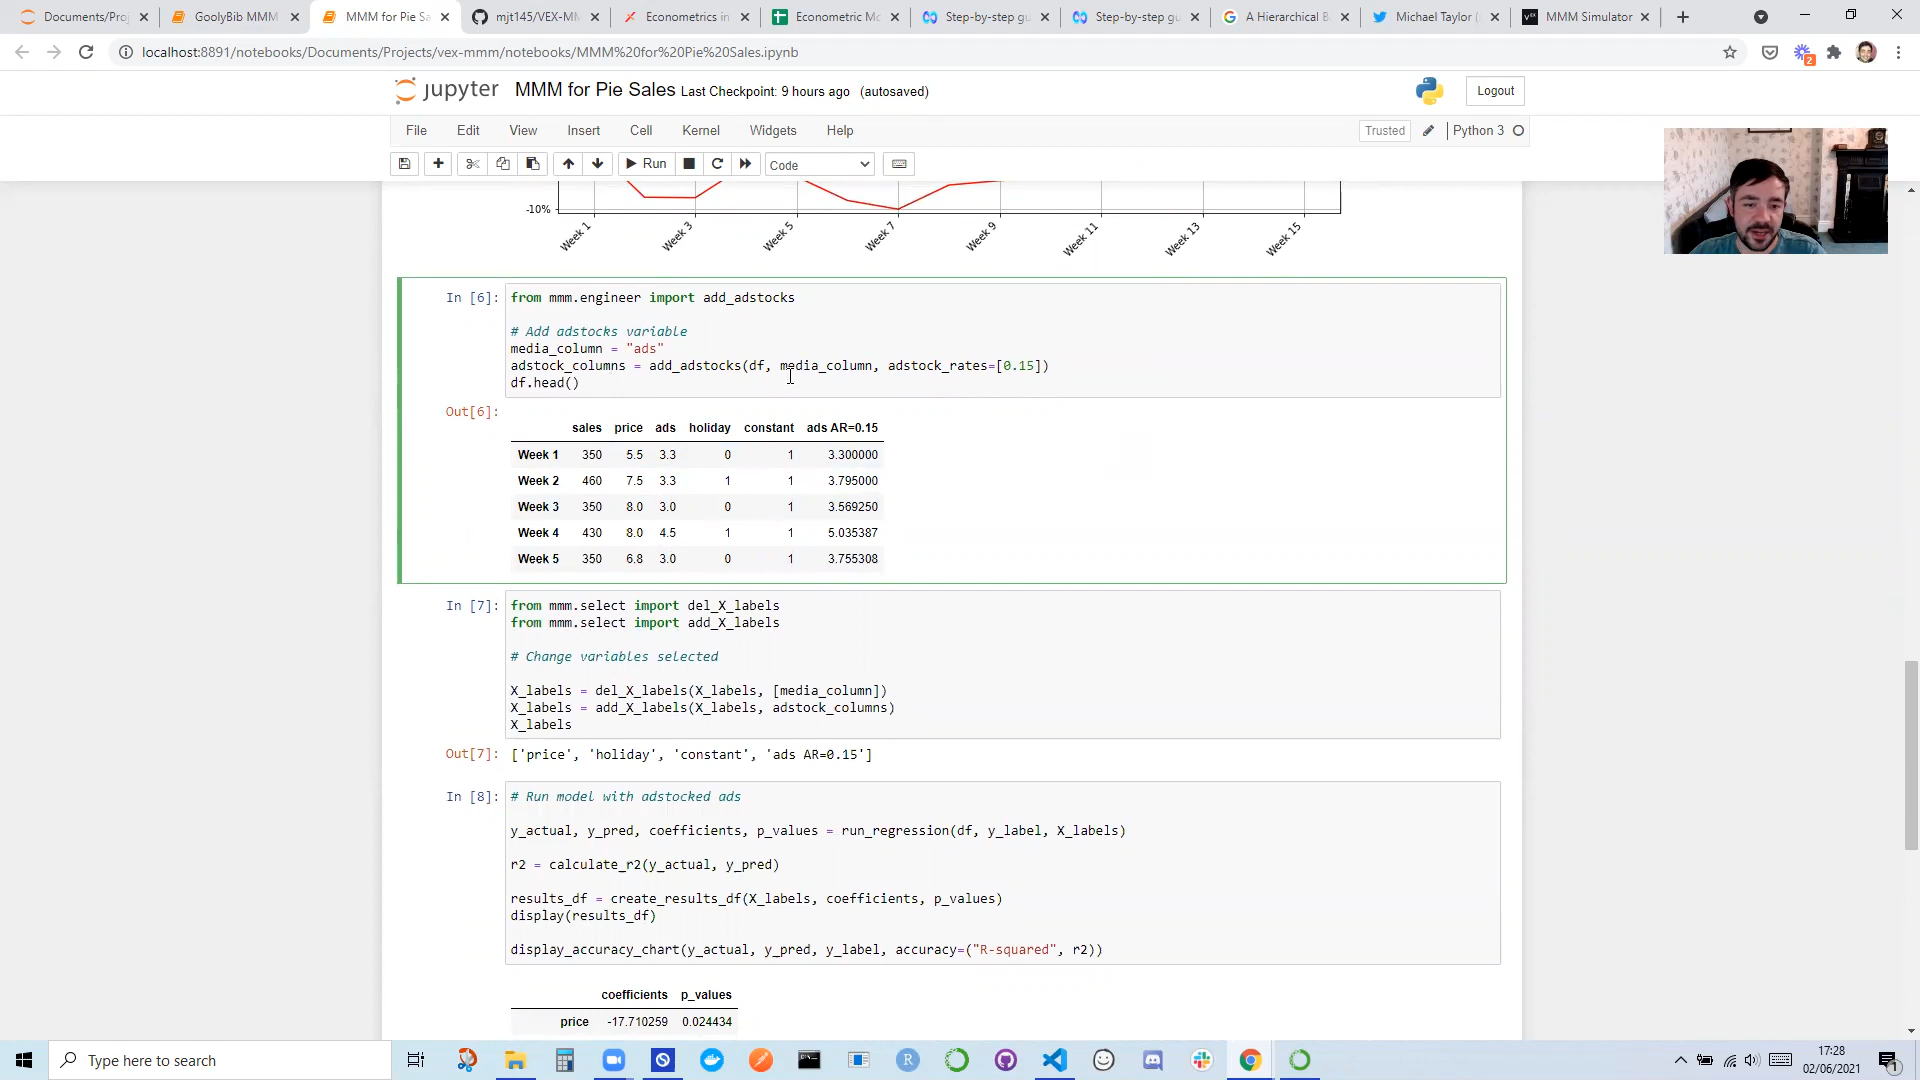 Documents/Proj
GoolyBib MMM
MMM for Pie Sa
mjt145/VEX-MM
Econometrics in
Econometric Mo
Step-by-step gu
Step-by-step gu
A Hierarchical B
Michael Taylor (
MMM Simulator
localhost:8891/notebooks/Documents/Projects/vex-mmm/notebooks/MMM%20for%20Pie%20Sales.ipynb
2
jupyter MMM for Pie Sales Last Checkpoint: 9 hours ago (autosaved)
Logout
File Edit View Insert Cell Kernel Widgets Help
Trusted Python 3
Run Code
-10%
Week 1 Week 3 Week 5 Week 7 Week 9 Week 11 Week 13 Week 15
In [6]: from mmm.engineer import add_adstocks
# Add adstocks variable
media_column = "ads"
adstock_columns = add_adstocks(df, media_column, adstock_rates=[0.15])
df.head()
Out[6]:
sales price ads holiday constant ads AR=0.15
Week 1 350 5.5 3.3 0 1 3.300000
Week 2 460 7.5 3.3 1 1 3.795000
Week 3 350 8.0 3.0 0 1 3.569250
Week 4 430 8.0 4.5 1 1 5.035387
Week 5 350 6.8 3.0 0 1 3.755308
In [7]: from mmm.select import del_X_labels
from mmm.select import add_X_labels
# Change variables selected
X_labels = del_X_labels(X_labels, [media_column])
X_labels = add_X_labels(X_labels, adstock_columns)
X_labels
Out[7]: ['price', 'holiday', 'constant', 'ads AR=0.15']
In [8]: # Run model with adstocked ads
y_actual, y_pred, coefficients, p_values = run_regression(df, y_label, X_labels)
r2 = calculate_r2(y_actual, y_pred)
results_df = create_results_df(X_labels, coefficients, p_values)
display(results_df)
display_accuracy_chart(y_actual, y_pred, y_label, accuracy=("R-squared", r2))
coefficients p_values
price -17.710259 0.024434
Type here to search
17:28
02/06/2021
1